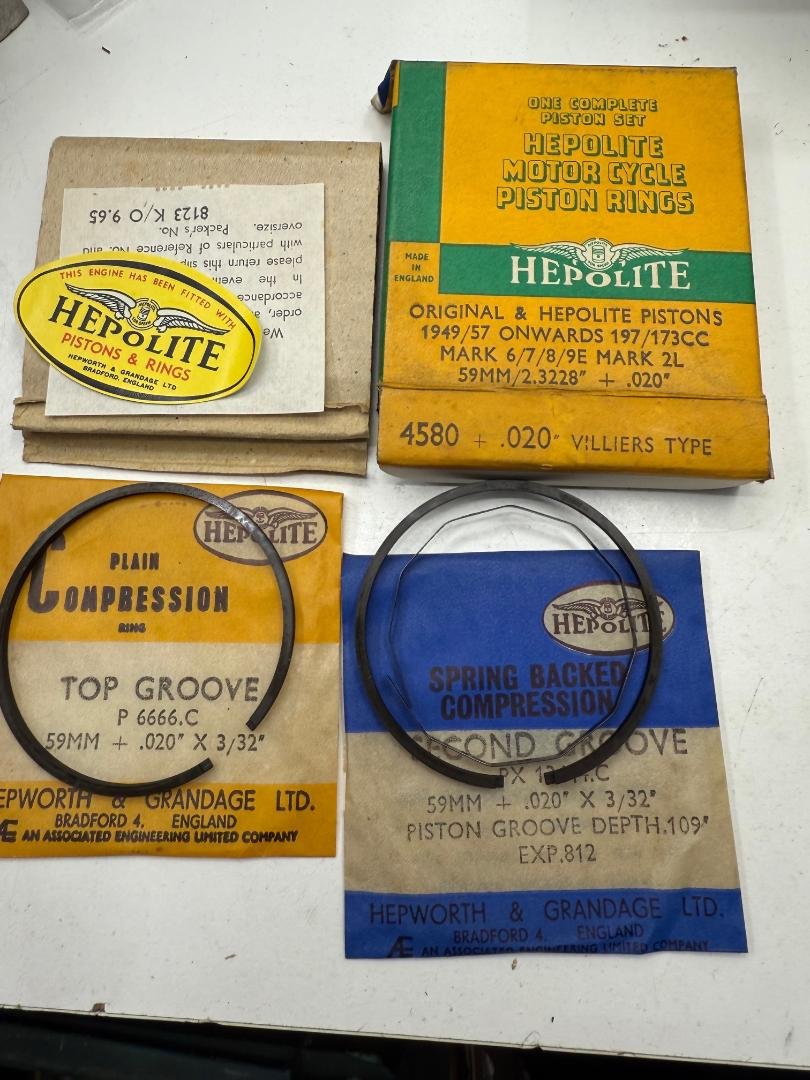 ONE COMPLETE
PISTON SET
HEPOLITE
MOTOR CYCLE
PISTON RINGS
MADE IN
ENGLAND
HEPOLITE
ORIGINAL & HEPOLITE PISTONS
1949/57 ONWARDS 197/173CC
MARK 6/7/8/9E MARK 2L
59MM/2.3228" + .020"
4580 + .020" VILLIERS TYPE
We
order, a
accordance
In the even
please return this slip
with particulars of Reference No. and
oversize. Packer's No.
8123 K/O 9.65
THIS ENGINE HAS BEEN FITTED WITH
HEPOLITE
PISTONS & RINGS
HEPWORTH & GRANDAGE LTD
BRADFORD, ENGLAND
HEPOLITE
PLAIN
COMPRESSION
RING
TOP GROOVE
P 6666.C
59MM + .020" X 3/32"
EPWORTH & GRANDAGE LTD.
BRADFORD 4. ENGLAND
AE AN ASSOCIATED ENGINEERING LIMITED COMPANY
HEPOLITE
SPRING BACKED
COMPRESSION
SECOND GROOVE
PX
59MM + .020" X 3/32"
PISTON GROOVE DEPTH .109"
EXP.812
HEPWORTH & GRANDAGE LTD.
BRADFORD 4. ENGLAND
AE AN ASSOCIATED ENGINEERING LIMITED COMPANY